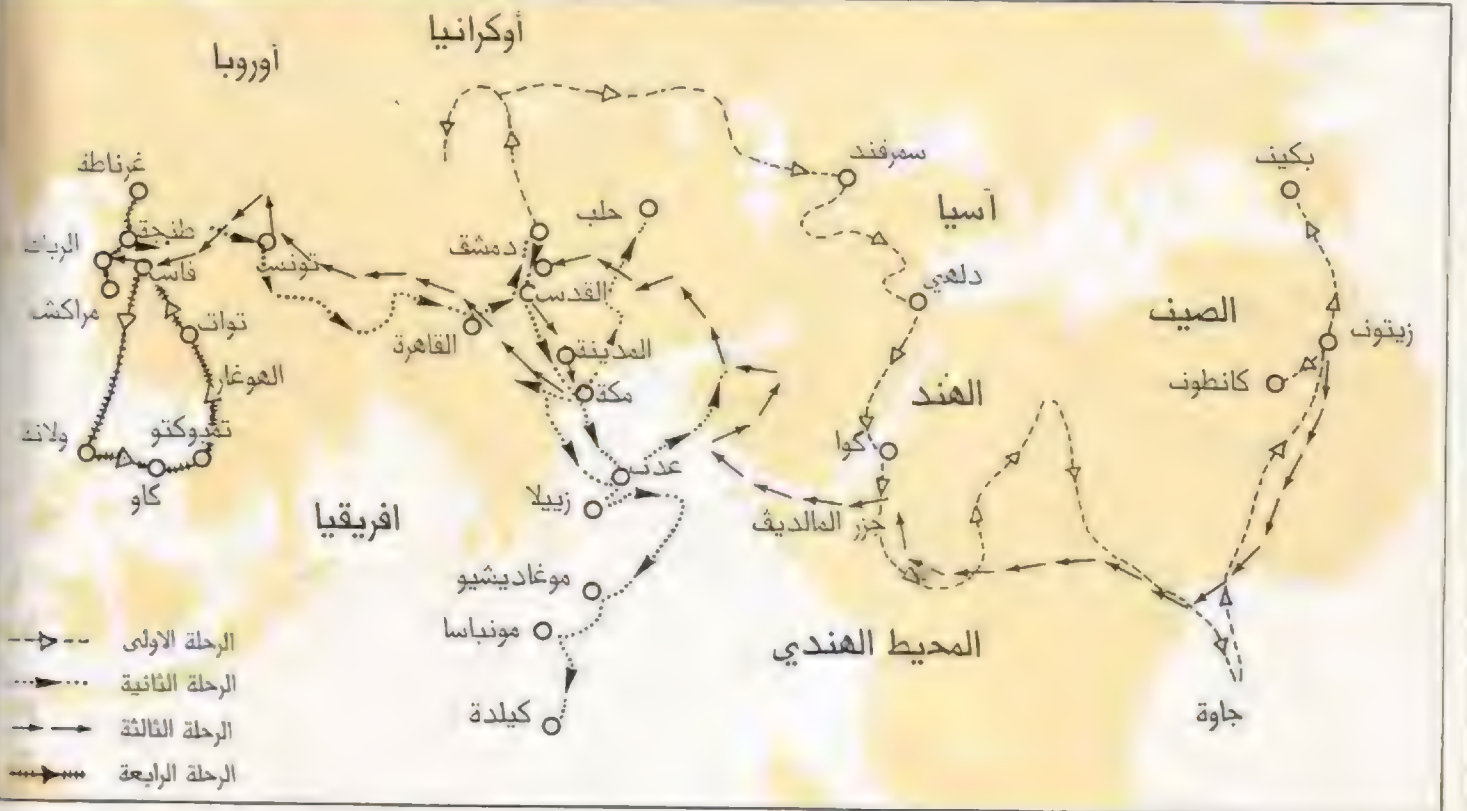 أوكرانيا
أوروبا
آسيا
الصين
الهند
افريقيا
المحيط الهندي
غرناطة
طنجة
الرباط
فاس
مراكش
تونس
توات
الهوغار
تمبوكتو
ولاتة
كاو
القاهرة
دمشق
حلب
القدس
المدينة
مكة
عدن
زييلا
موغاديشيو
مونباسا
كيلدة
سمرقند
دلهي
كوا
جزر المالديف
بكين
زيتون
كانطون
جاوة
الرحلة الاولى
الرحلة الثانية
الرحلة الثالثة
الرحلة الرابعة